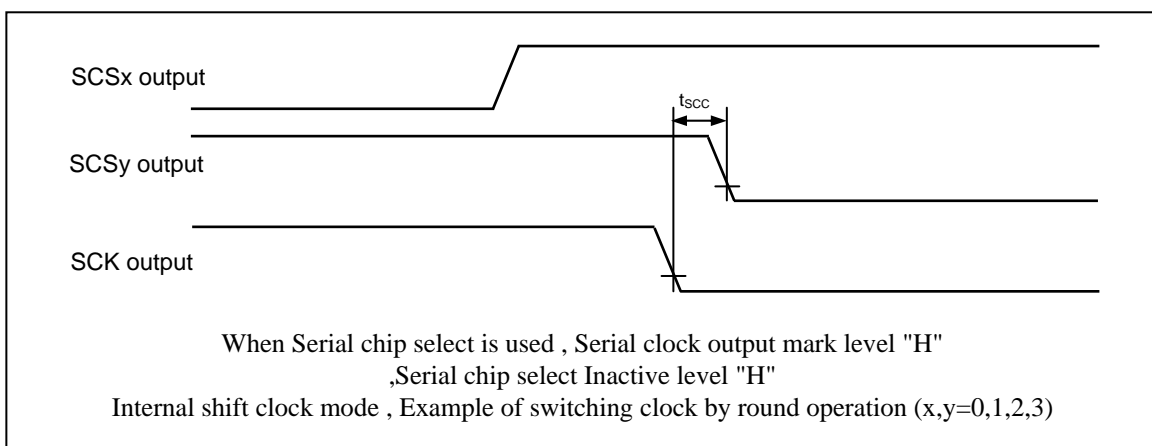 SCSx output
tSCC
SCSy output
SCK output
When Serial chip select is used , Serial clock output mark level "H"
,Serial chip select Inactive level "H"
Internal shift clock mode , Example of switching clock by round operation (x,y=0,1,2,3)